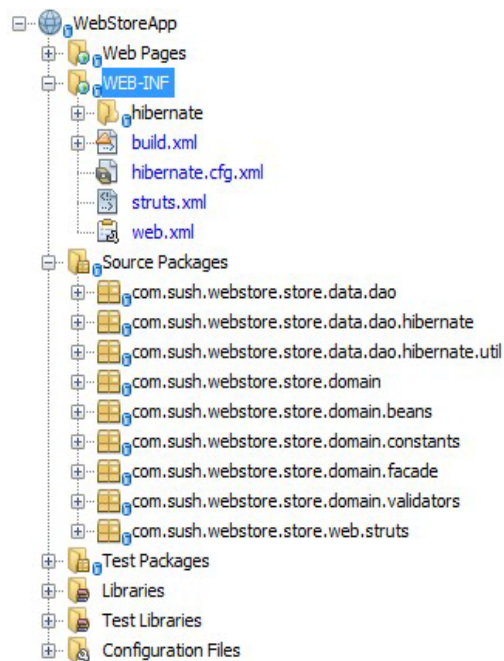 WebStoreApp
Web Pages
WEB-INF
hibernate
build.xml
hibernate.cfg.xml
struts.xml
web.xml
Source Packages
com.sush.webstore.store.data.dao
com.sush.webstore.store.data.dao.hibernate
com.sush.webstore.store.data.dao.hibernate.util
com.sush.webstore.store.domain
com.sush.webstore.store.domain.beans
com.sush.webstore.store.domain.constants
com.sush.webstore.store.domain.facade
com.sush.webstore.store.domain.validators
com.sush.webstore.store.web.struts
Test Packages
Libraries
Test Libraries
Configuration Files